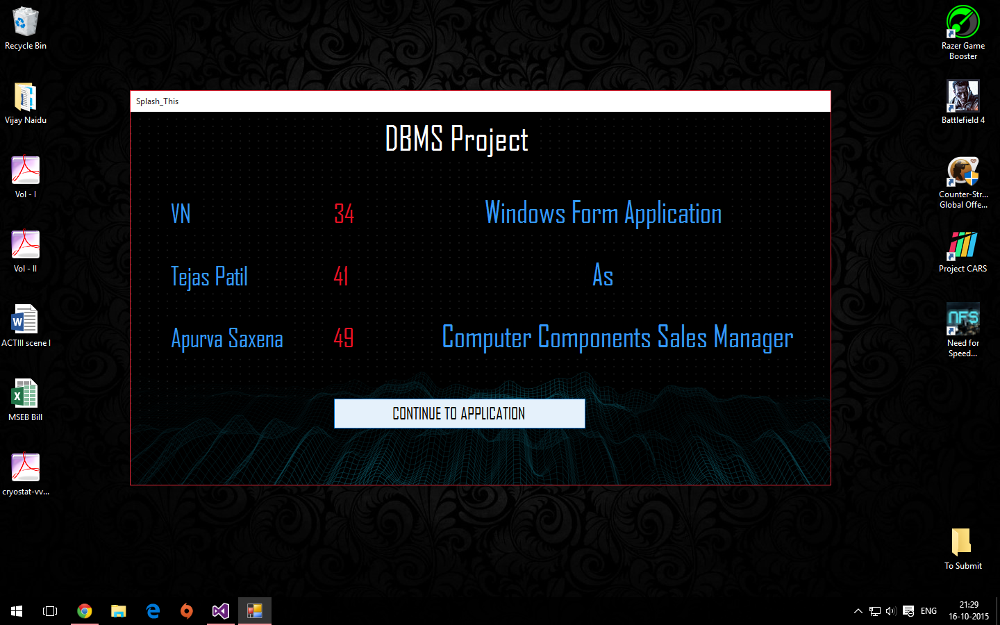 Recycle Bin
Vijay Naidu
Vol - I
Vol - II
ACTIII scene I
MSEB Bill
cryostat-vv...
Splash_This
DBMS Project
VN 34 Windows Form Application
Tejas Patil 41 As
Apurva Saxena 49 Computer Components Sales Manager
CONTINUE TO APPLICATION
Razer Game
Booster
Battlefield 4
Counter-Str...
Global Offe...
Project CARS
NFS
Need for
Speed...
To Submit
ENG
21:29
16-10-2015